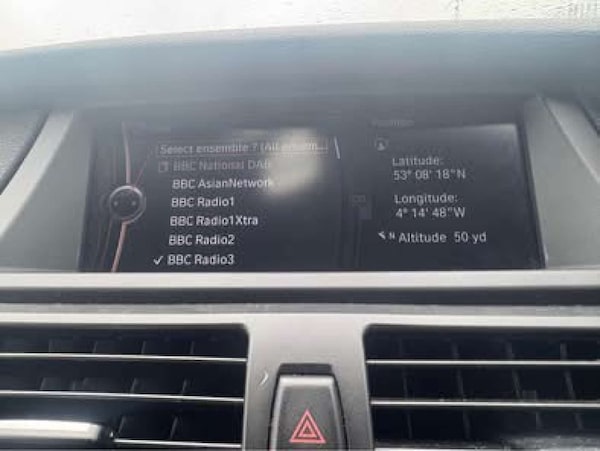 Select ensemble ? (All
BBC National DAB
BBC AsianNetwork
BBC Radio1
BBC Radio1Xtra
BBC Radio2
✓ BBC Radio3
Position
Latitude:
53° 08' 18"N
Longitude:
4° 14' 48"W
N Altitude 50 yd